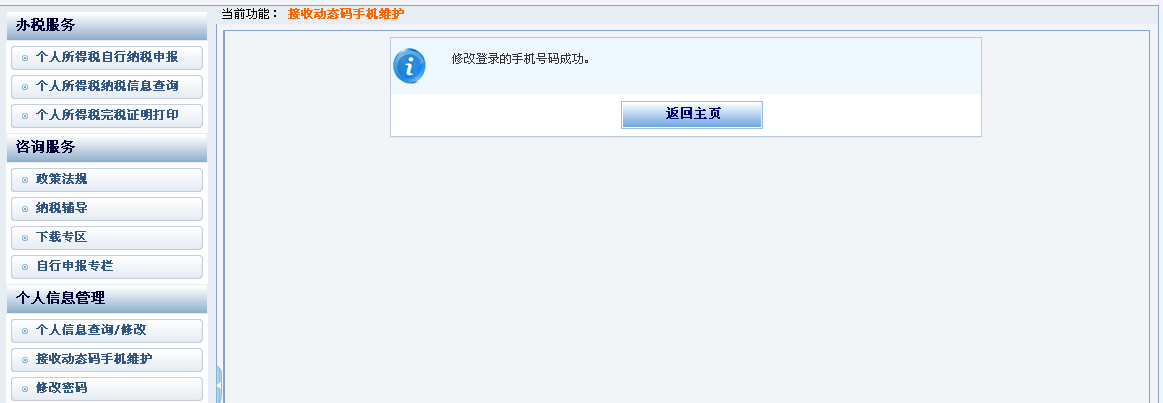 当前功能： 接收动态码手机维护
办税服务
个人所得税自行纳税申报
个人所得税纳税信息查询
个人所得税完税证明打印
咨询服务
政策法规
纳税辅导
下载专区
自行申报专栏
个人信息管理
个人信息查询/修改
接收动态码手机维护
修改密码
修改登录的手机号码成功。
返回主页